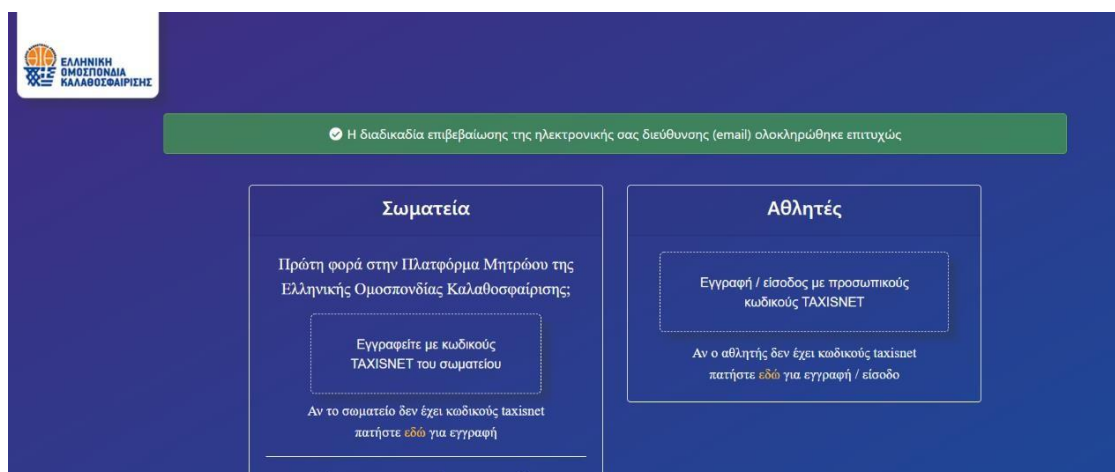 ΕΛΛΗΝΙΚΗ
ΟΜΟΣΠΟΝΔΙΑ
ΚΑΛΑΘΟΣΦΑΙΡΙΣΗΣ
Η διαδικαδία επιβεβαίωσης της ηλεκτρονικής σας διεύθυνσης (email) ολοκληρώθηκε επιτυχώς
Σωματεία
Πρώτη φορά στην Πλατφόρμα Μητρώου της
Ελληνικής Ομοσπονδίας Καλαθοσφαίρισης;
Εγγραφείτε με κωδικούς
TAXISNET του σωματείου
Αν το σωματείο δεν έχει κωδικούς taxisnet
πατήστε εδώ για εγγραφή
Αθλητές
Εγγραφή / είσοδος με προσωπικούς
κωδικούς TAXISNET
Αν ο αθλητής δεν έχει κωδικούς taxisnet
πατήστε εδώ για εγγραφή / είσοδο